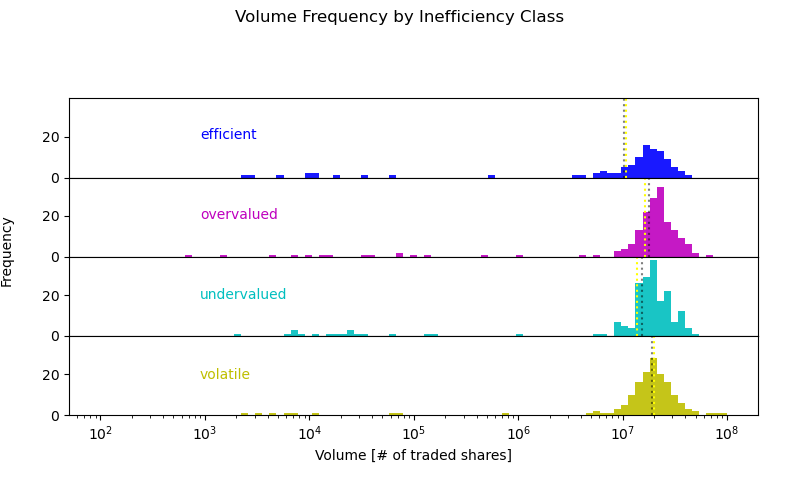 Volume Frequency by Inefficiency Class
Frequency
efficient
20
0
overvalued
20
0
undervalued
20
0
volatile
20
0
10² 10³ 10⁴ 10⁵ 10⁶ 10⁷ 10⁸
Volume [# of traded shares]